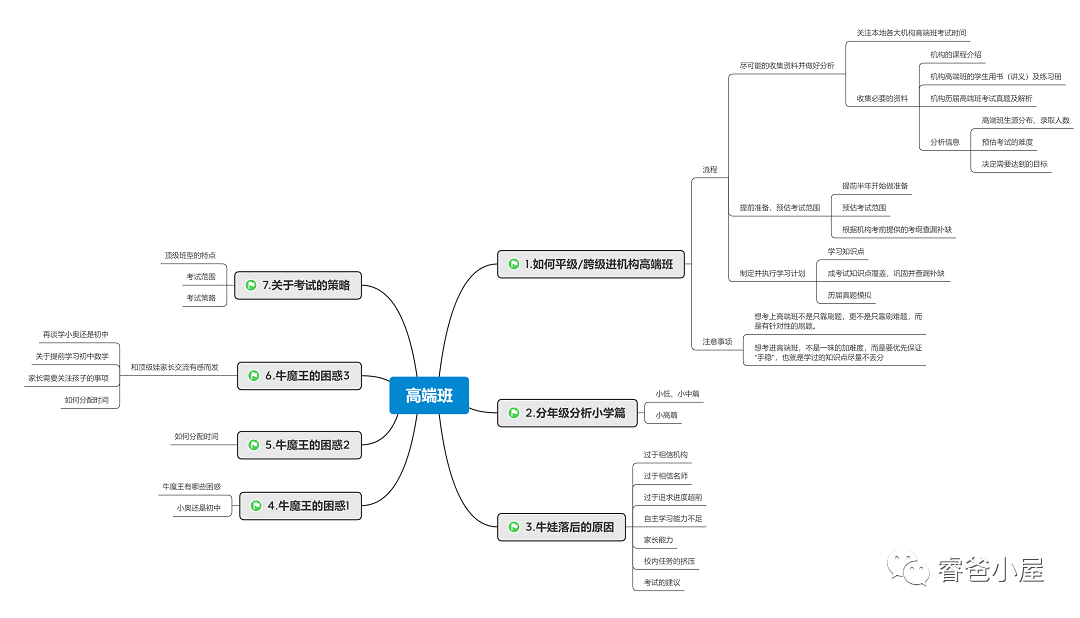 高端班
1.如何平级/跨级进机构高端班
流程
尽可能的收集资料并做好分析
关注本地各大机构高端班考试时间
收集必要的资料
机构的课程介绍
机构高端班的学生用书（讲义）及练习册
机构历届高端班考试真题及解析
分析信息
高端班生源分布，录取人数
预估考试的难度
决定需要达到的目标
提前准备，预估考试范围
提前半年开始做准备
预估考试范围
根据机构考前提供的考纲查漏补缺
制定并执行学习计划
学习知识点
成考试知识点覆盖，巩固并查漏补缺
历届真题模拟
注意事项
想考上高端班不是只靠刷题，更不是只靠刷难题，而
是有针对性的刷题。
想考进高端班，不是一味的加难度，而是要优先保证
“手稳”，也就是学过的知识点尽量不丢分
2.分年级分析小学篇
小低、小中篇
小高篇
3.牛娃落后的原因
过于相信机构
过于相信名师
过于追求进度超前
自主学习能力不足
家长能力
校内任务的挤压
考试的建议
4.牛魔王的困惑1
牛魔王有哪些困惑
小奥还是初中
5.牛魔王的困惑2
如何分配时间
6.牛魔王的困惑3
和顶级娃家长交流有感而发
再谈学小奥还是初中
关于提前学习初中数学
家长需要关注孩子的事项
如何分配时间
7.关于考试的策略
顶级班型的特点
考试范围
考试策略
睿爸小屋